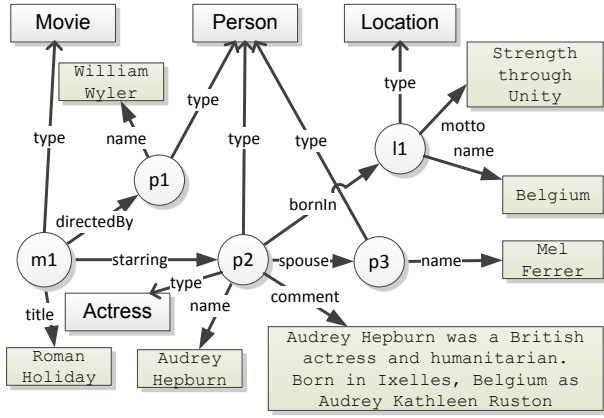 Movie
Person
Location
William
Wyler
Strength
through
Unity
type
type
type
type
type
name
motto
name
l1
p1
Belgium
bornIn
directedBy
m1
starring
p2
spouse
p3
name
Mel
Ferrer
type
Actress
name
comment
title
Roman
Holiday
Audrey
Hepburn
Audrey Hepburn was a British
actress and humanitarian.
Born in Ixelles, Belgium as
Audrey Kathleen Ruston